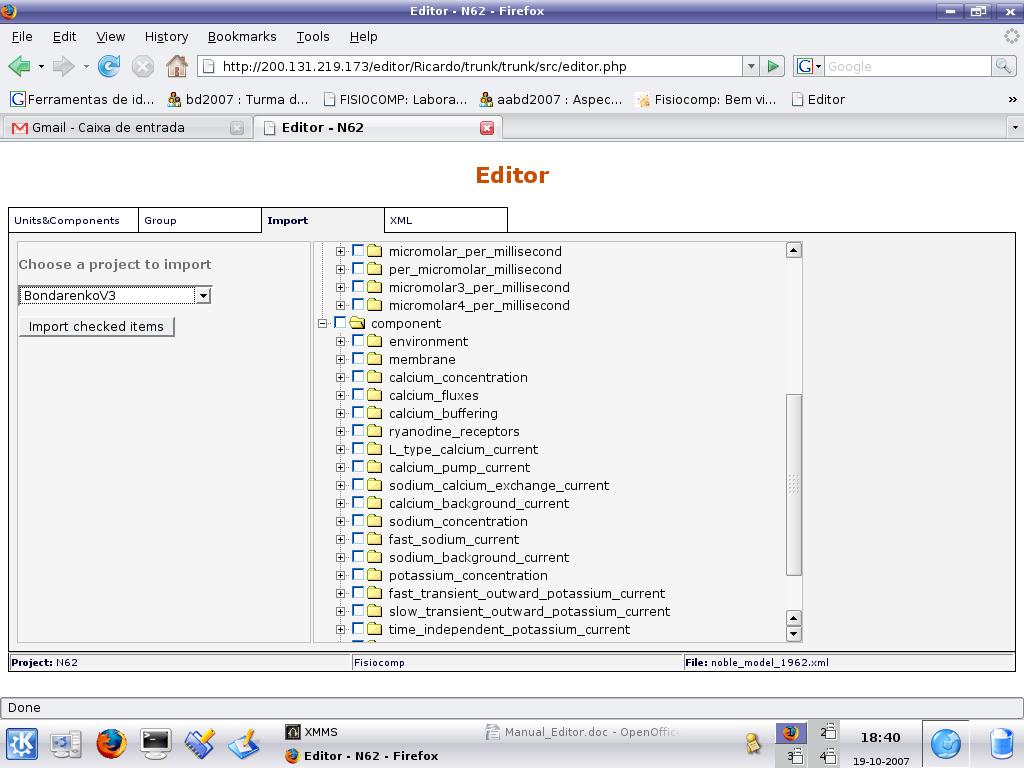 Editor - N62 - Firefox
File Edit View History Bookmarks Tools Help
http://200.131.219.173/editor/Ricardo/trunk/trunk/src/editor.php
Google
Ferramentas de id... bd2007 : Turma d... FISIOCOMP: Labora... aabd2007 : Aspec... Fisiocomp: Bem vi... Editor »
Gmail - Caixa de entrada Editor - N62
Editor
Units&Components Group Import XML
Choose a project to import
BondarenkoV3
Import checked items
micromolar_per_millisecond
per_micromolar_millisecond
micromolar3_per_millisecond
micromolar4_per_millisecond
component
environment
membrane
calcium_concentration
calcium_fluxes
calcium_buffering
ryanodine_receptors
L_type_calcium_current
calcium_pump_current
sodium_calcium_exchange_current
calcium_background_current
sodium_concentration
fast_sodium_current
sodium_background_current
potassium_concentration
fast_transient_outward_potassium_current
slow_transient_outward_potassium_current
time_independent_potassium_current
Project: N62 Fisiocomp File: noble_model_1962.xml
Done
XMMS Manual_Editor.doc - OpenOffic 2
Editor - N62 - Firefox 3 4
18:40
19-10-2007